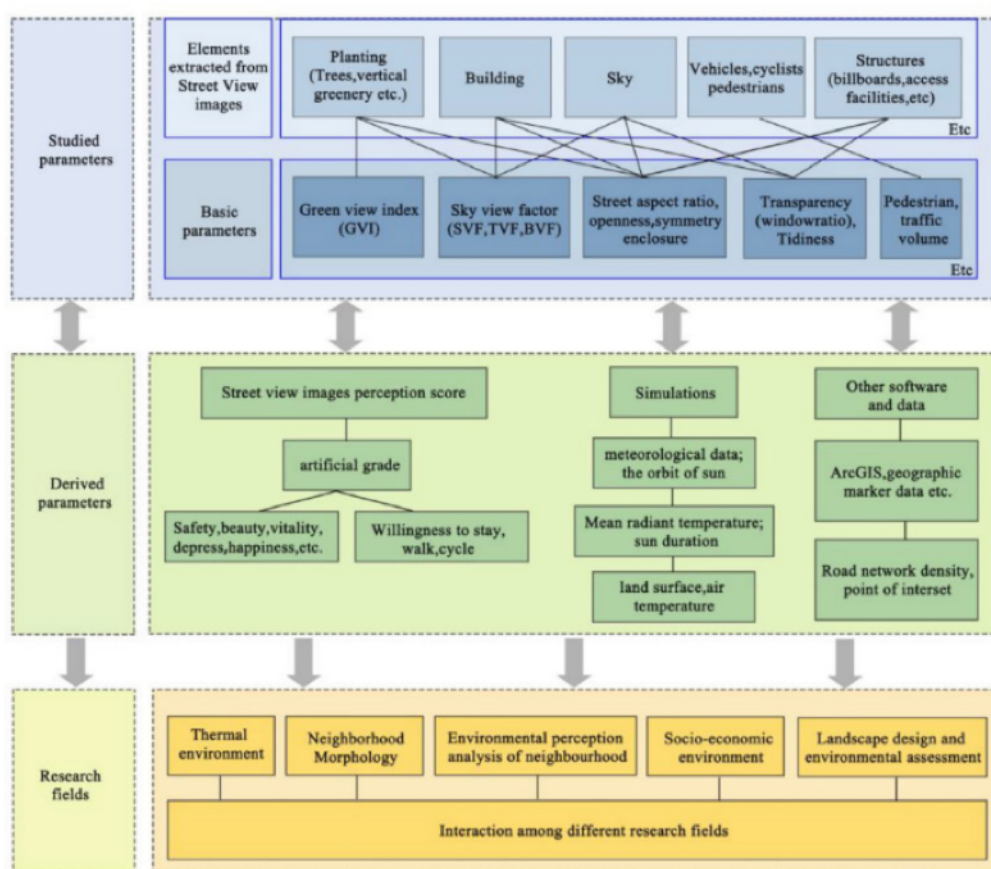 Elements
extracted from
Street View
images
Planting
(Trees,vertical
greenery etc.)
Building
Sky
Vehicles,cyclists
pedestrians
Structures
(billboards,access
facilities,etc)
Etc
Studied
parameters
Basic
parameters
Green view index
(GVI)
Sky view factor
(SVF,TVF,BVF)
Street aspect ratio,
openness,symmetry
enclosure
Transparency
(windowratio),
Tidiness
Pedestrian,
traffic
volume
Etc
Derived
parameters
Street view images perception score
artificial grade
Safety,beauty,vitality,
depress,happiness,etc.
Willingness to stay,
walk,cycle
Simulations
meteorological data;
the orbit of sun
Mean radiant temperature;
sun duration
land surface,air
temperature
Other software
and data
ArcGIS,geographic
marker data etc.
Road network density,
point of interset
Research
fields
Thermal
environment
Neighborhood
Morphology
Environmental perception
analysis of neighbourhood
Socio-economic
environment
Landscape design and
environmental assessment
Interaction among different research fields